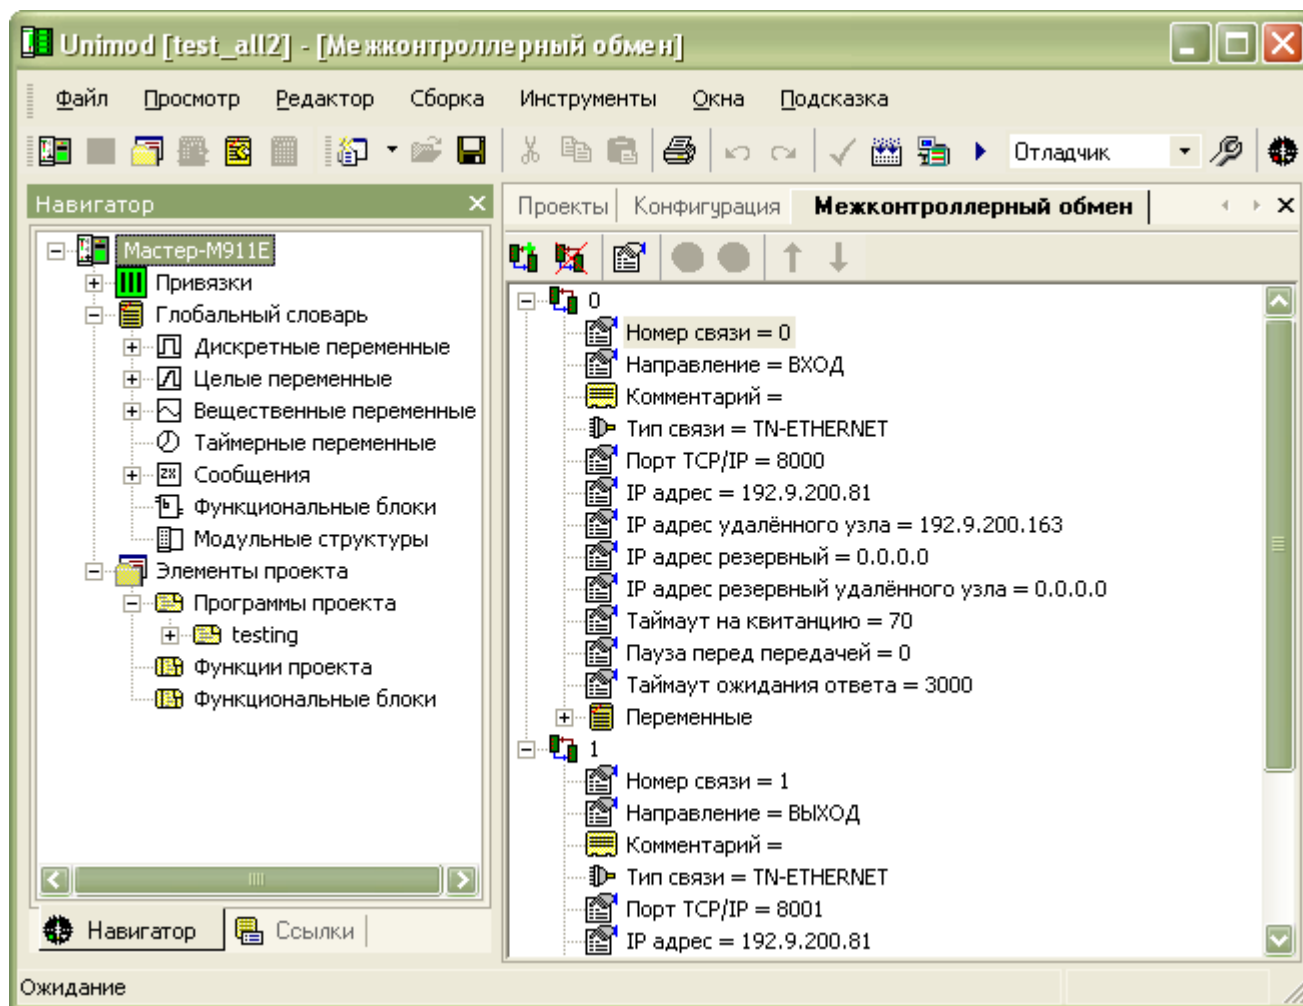 Unimod [test_all2] - [Межконтроллерный обмен]
Файл Просмотр Редактор Сборка Инструменты Окна Подсказка
Отладчик
Навигатор
Мастер-М911Е
Привязки
Глобальный словарь
Дискретные переменные
Целые переменные
Вещественные переменные
Таймерные переменные
Сообщения
Функциональные блоки
Модульные структуры
Элементы проекта
Программы проекта
testing
Функции проекта
Функциональные блоки
Навигатор Ссылки
Проекты Конфигурация Межконтроллерный обмен
0
Номер связи = 0
Направление = ВХОД
Комментарий =
Тип связи = TN-ETHERNET
Порт TCP/IP = 8000
IP адрес = 192.9.200.81
IP адрес удалённого узла = 192.9.200.163
IP адрес резервный = 0.0.0.0
IP адрес резервный удалённого узла = 0.0.0.0
Таймаут на квитанцию = 70
Пауза перед передачей = 0
Таймаут ожидания ответа = 3000
Переменные
1
Номер связи = 1
Направление = ВЫХОД
Комментарий =
Тип связи = TN-ETHERNET
Порт TCP/IP = 8001
IP адрес = 192.9.200.81
Ожидание